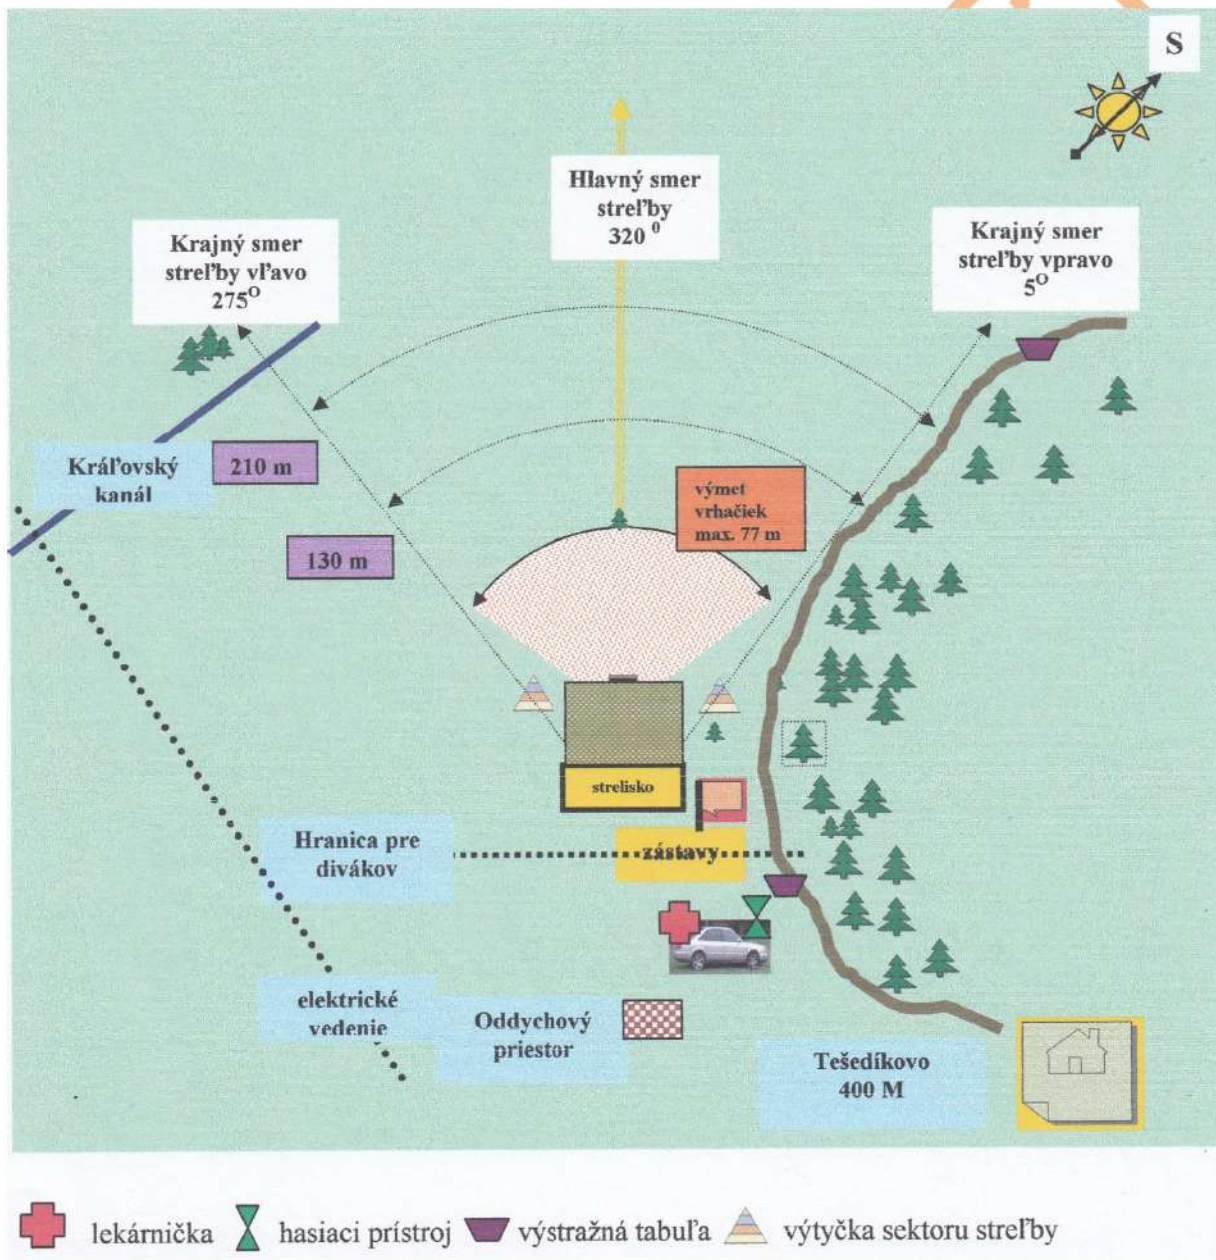 S
Hlavný smer
streľby
320 ⁰
Krajný smer
streľby vľavo
275ᴼ
Krajný smer
streľby vpravo
5ᴼ
Kráľovský
kanál
210 m
výmet
vrhačiek
max. 77 m
130 m
strelisko
Hranica pre
divákov
zástavy
elektrické
vedenie
Oddychový
priestor
Tešedíkovo
400 M
lekárnička hasiaci prístroj výstražná tabuľa výtyčka sektoru streľby